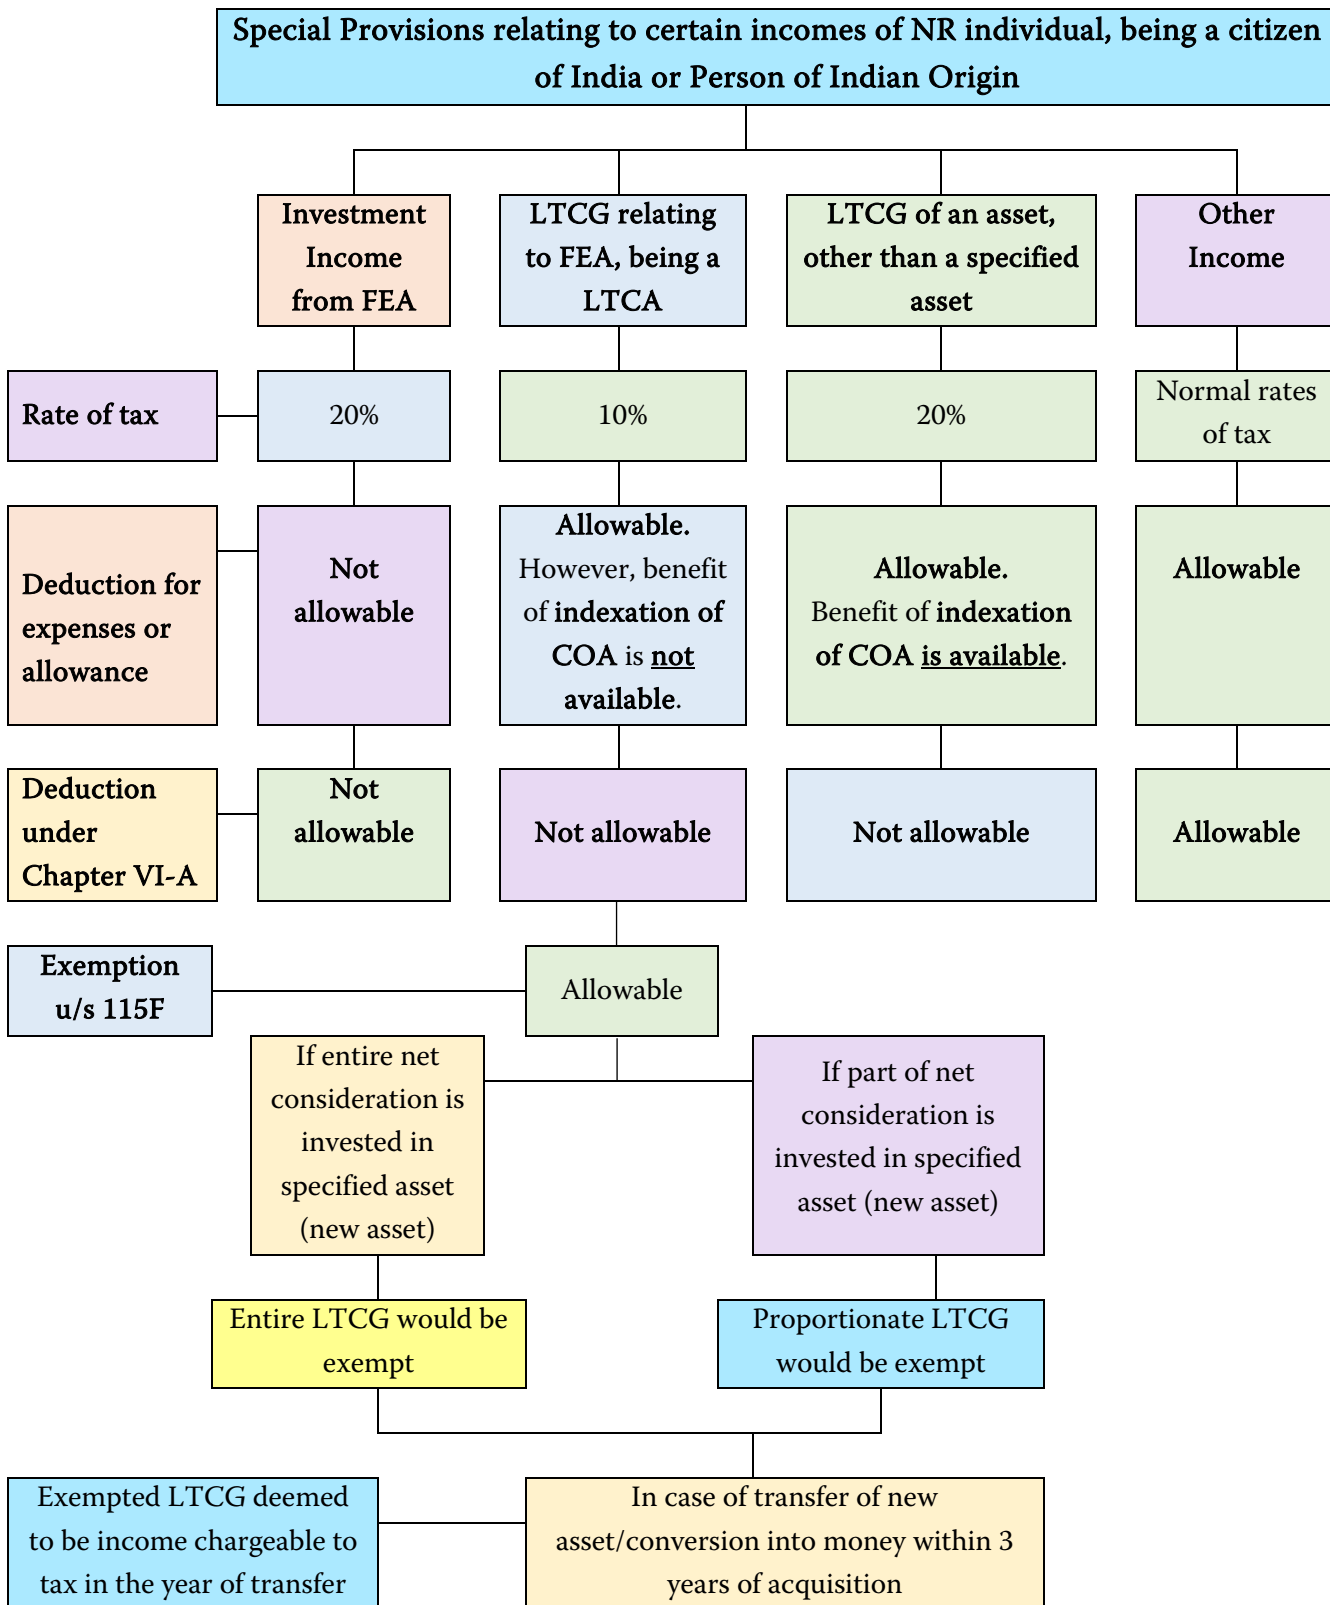 Special Provisions relating to certain incomes of NR individual, being a citizen
of India or Person of Indian Origin
Investment
Income
from FEA
LTCG relating
to FEA, being a
LTCA
LTCG of an asset,
other than a specified
asset
Other
Income
Rate of tax
20%
10%
20%
Normal rates
of tax
Deduction for
expenses or
allowance
Not
allowable
Allowable.
However, benefit
of indexation of
COA is not
available.
Allowable.
Benefit of indexation
of COA is available.
Allowable
Deduction
under
Chapter VI-A
Not
allowable
Not allowable
Not allowable
Allowable
Exemption
u/s 115F
Allowable
If entire net
consideration is
invested in
specified asset
(new asset)
If part of net
consideration is
invested in specified
asset (new asset)
Entire LTCG would be
exempt
Proportionate LTCG
would be exempt
Exempted LTCG deemed
to be income chargeable to
tax in the year of transfer
In case of transfer of new
asset/conversion into money within 3
years of acquisition